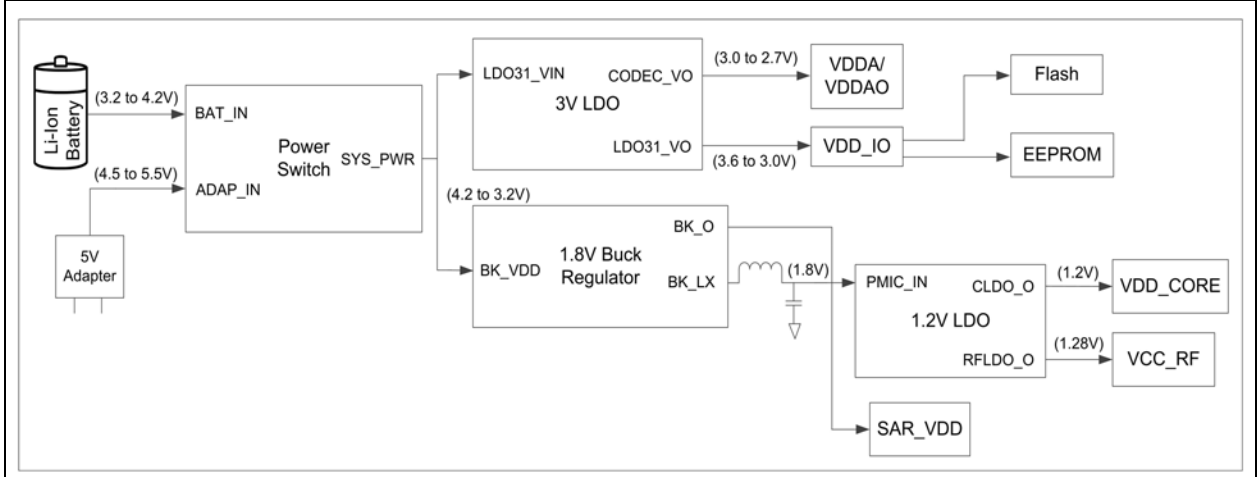 Li-Ion
Battery
(3.2 to 4.2V)
(4.5 to 5.5V)
5V
Adapter
BAT_IN
Power
Switch
SYS_PWR
ADAP_IN
(4.2 to 3.2V)
LDO31_VIN
CODEC_VO
3V LDO
LDO31_VO
(3.0 to 2.7V)
(3.6 to 3.0V)
VDDA/
VDDAO
VDD_IO
Flash
EEPROM
BK_O
1.8V Buck
Regulator
BK_VDD
BK_LX
(1.8V)
PMIC_IN
CLDO_O
1.2V LDO
RFLDO_O
(1.2V)
(1.28V)
VDD_CORE
VCC_RF
SAR_VDD